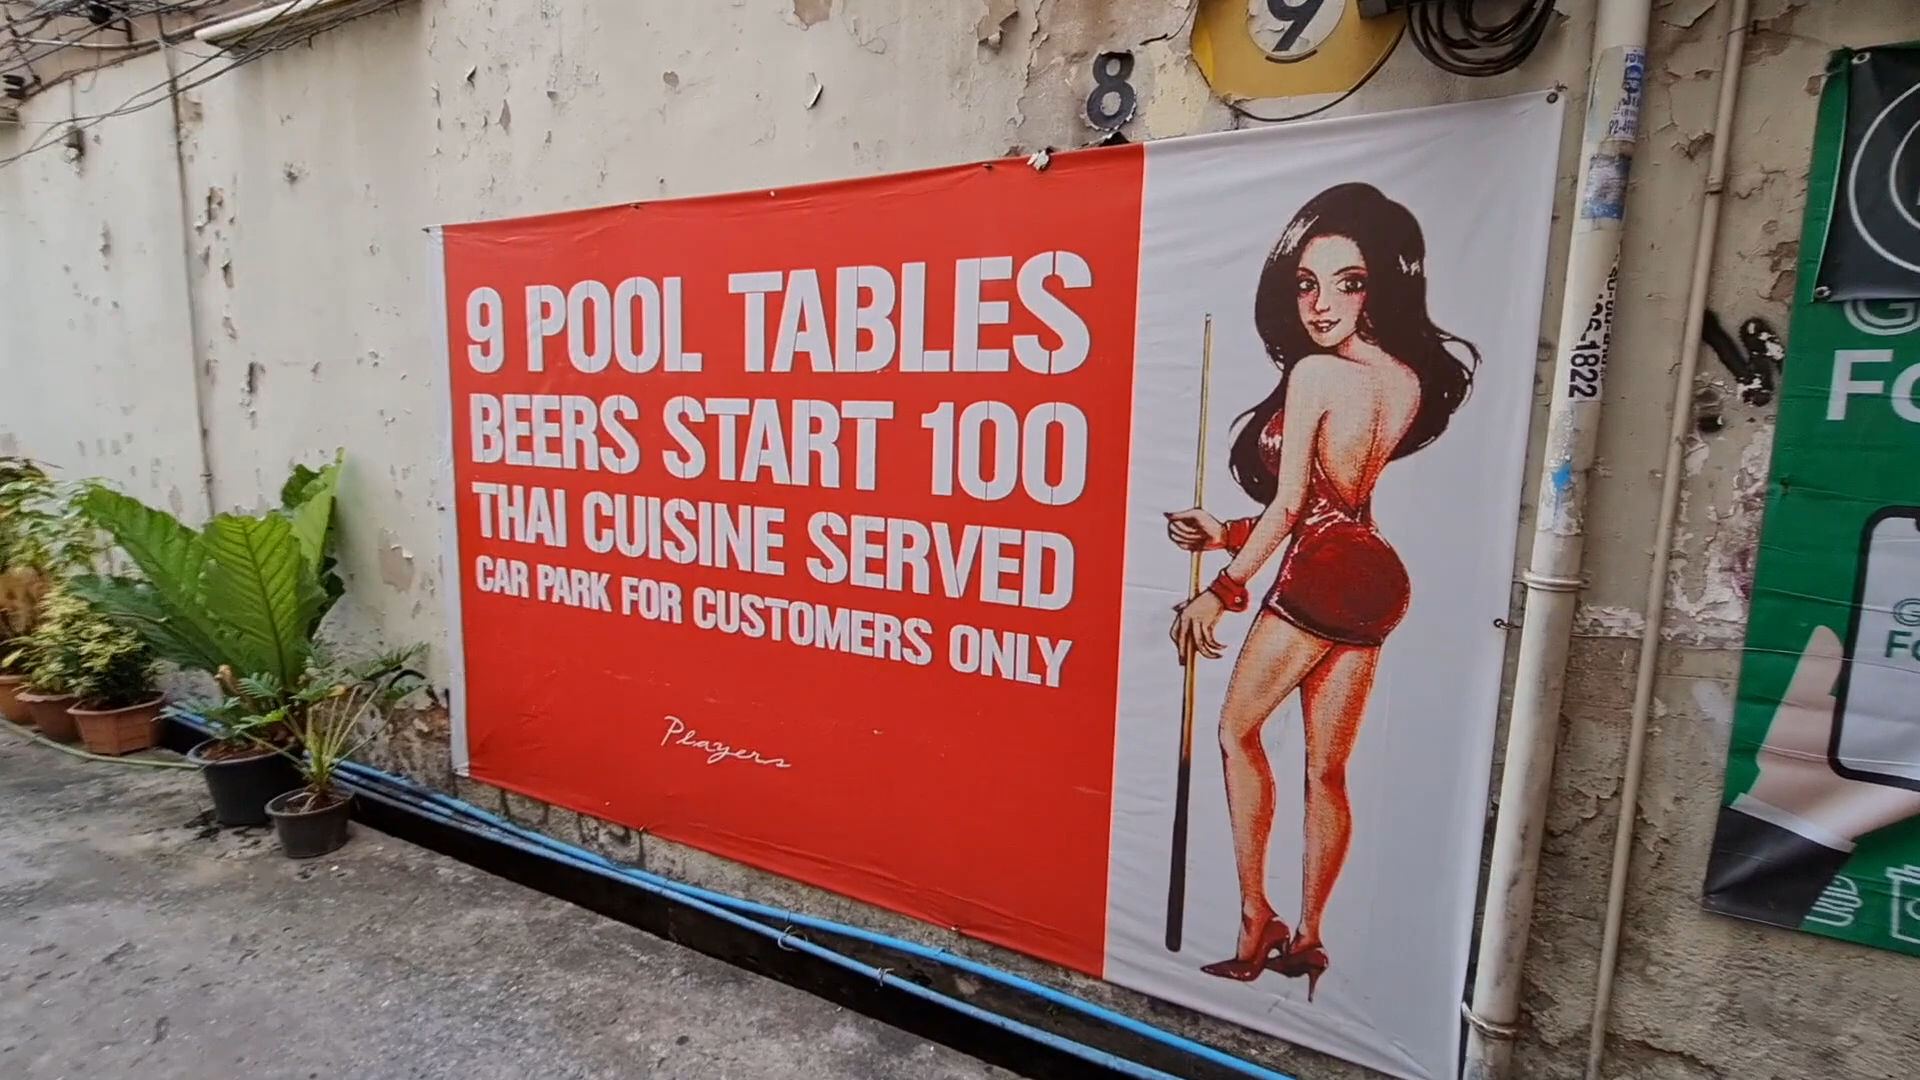 9
8
9 POOL TABLES
BEERS START 100
THAI CUISINE SERVED
CAR PARK FOR CUSTOMERS ONLY
Players
1822